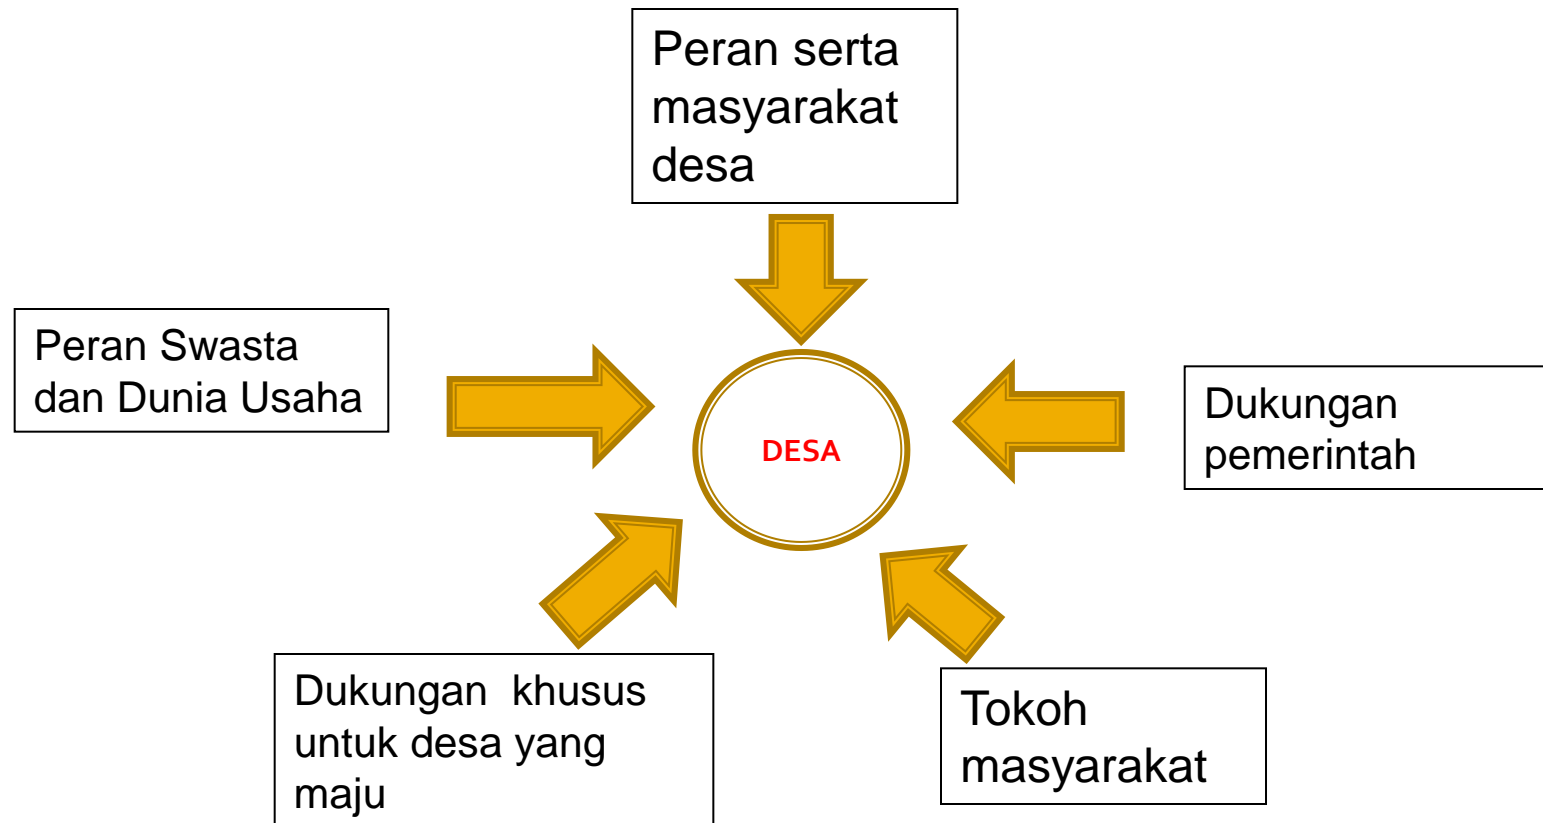 Peran serta
masyarakat
desa
Peran Swasta
dan Dunia Usaha
DESA
Dukungan
pemerintah
Dukungan  khusus
untuk desa yang
maju
Tokoh
masyarakat